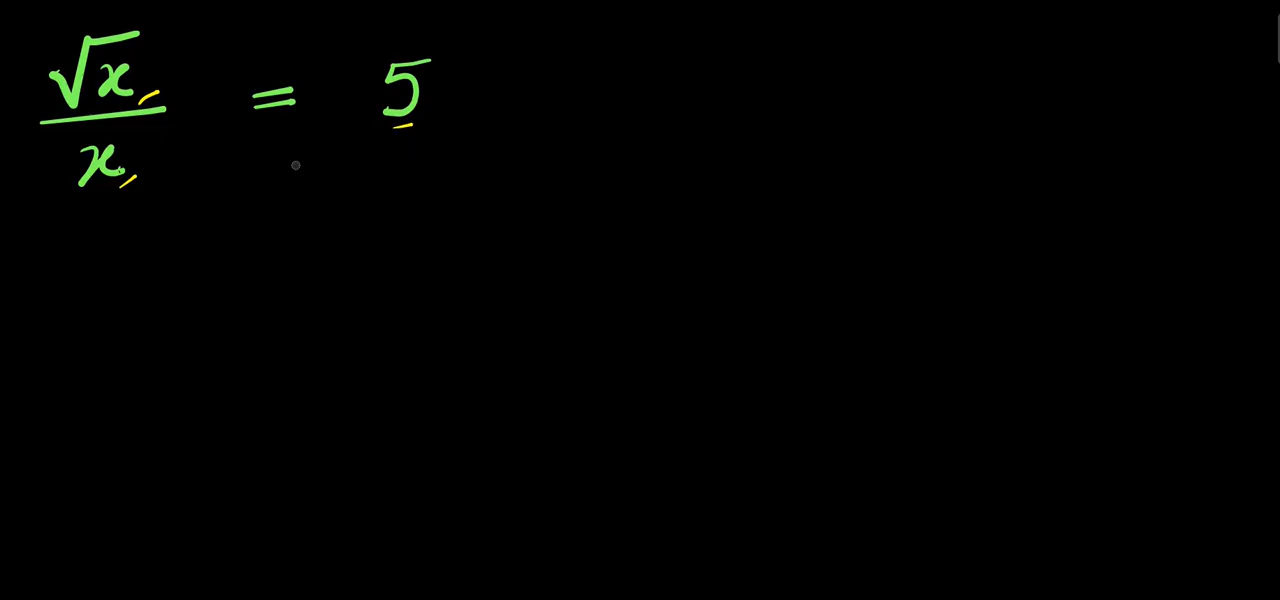 √x / x = 5